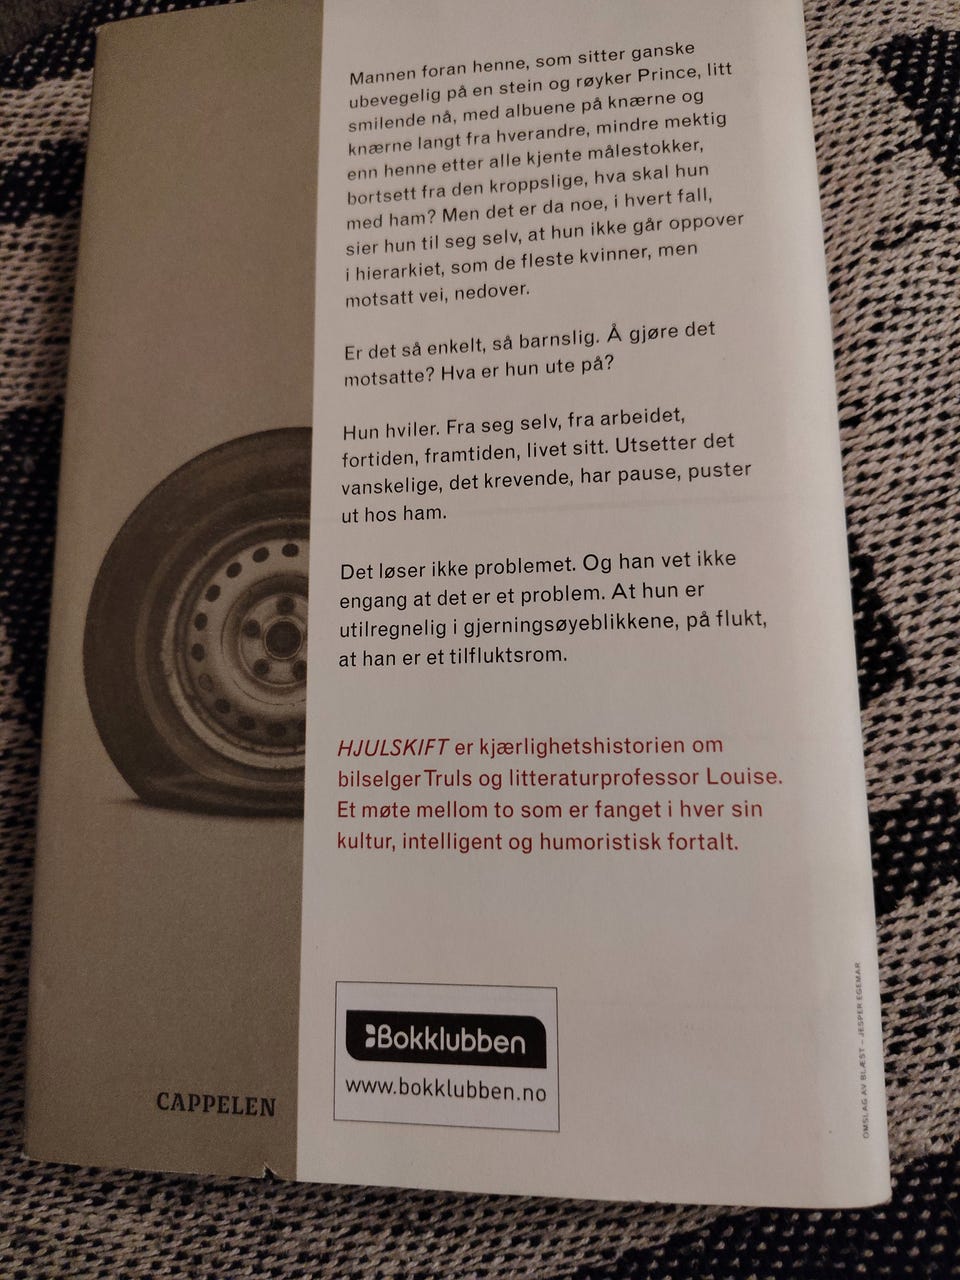 Mannen foran henne, som sitter ganske
ubevegelig på en stein og røyker Prince, litt
smilende nå, med albuene på knærne og
knærne langt fra hverandre, mindre mektig
enn henne etter alle kjente målestokker,
bortsett fra den kroppslige, hva skal hun
med ham? Men det er da noe, i hvert fall,
sier hun til seg selv, at hun ikke går oppover
i hierarkiet, som de fleste kvinner, men
motsatt vei, nedover.
Er det så enkelt, så barnslig. Å gjøre det
motsatte? Hva er hun ute på?
Hun hviler. Fra seg selv, fra arbeidet,
fortiden, framtiden, livet sitt. Utsetter det
vanskelige, det krevende, har pause, puster
ut hos ham.
Det løser ikke problemet. Og han vet ikke
engang at det er et problem. At hun er
utilregnelig i gjerningsøyeblikkene, på flukt,
at han er et tilfluktsrom.
HJULSKIFT er kjærlighetshistorien om
bilselger Truls og litteraturprofessor Louise.
Et møte mellom to som er fanget i hver sin
kultur, intelligent og humoristisk fortalt.
Bokklubben
www.bokklubben.no
CAPPELEN
OMSLAG AV BLÆST – JESPER EGEMAR